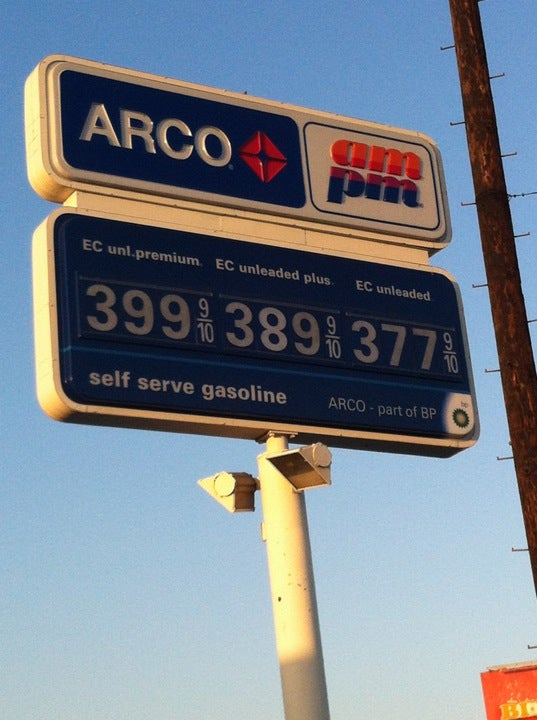 ARCO
am
pm
EC unl.premium EC unleaded plus EC unleaded
399 9/10 389 9/10 377 9/10
self serve gasoline
ARCO - part of BP
bp